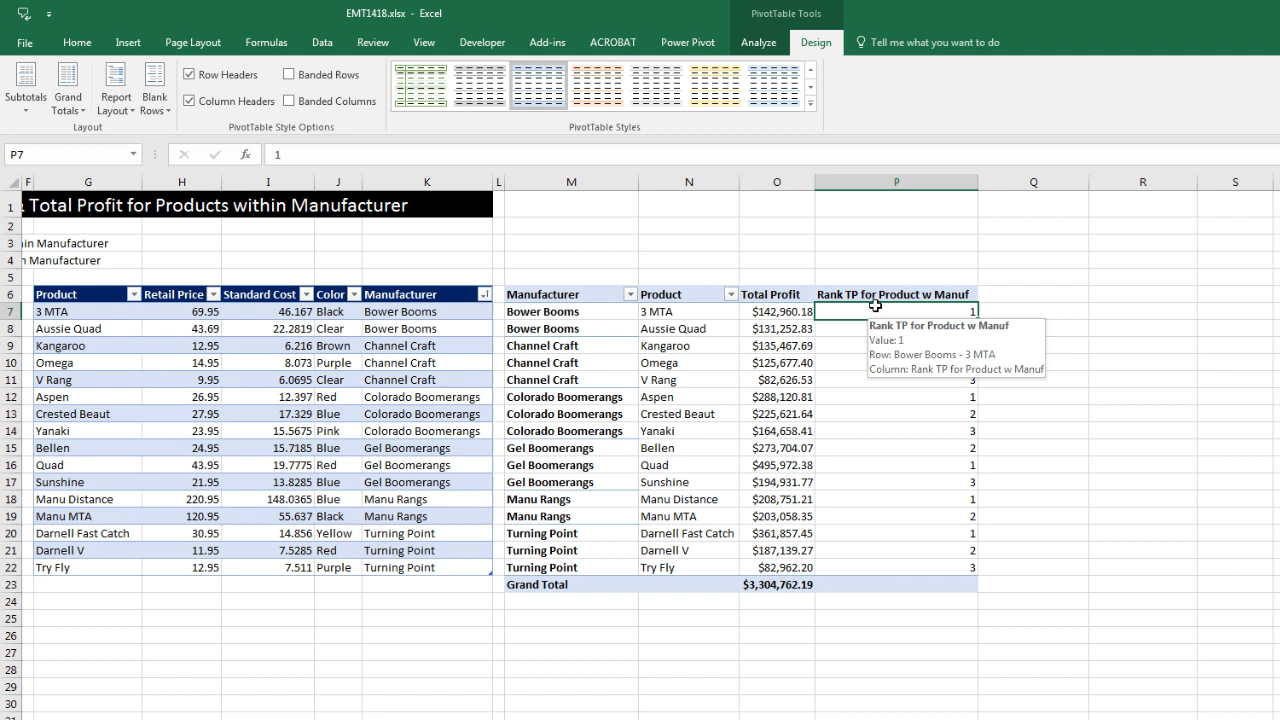 EMT1418.xlsx - Excel
PivotTable Tools
File Home Insert Page Layout Formulas Data Review View Developer Add-ins ACROBAT Power Pivot Analyze Design Tell me what you want to do
Subtotals Grand Totals Report Layout Blank Rows
Row Headers Banded Rows
Column Headers Banded Columns
Layout PivotTable Style Options PivotTable Styles
P7 fx 1
F G H I J K L M N O P Q R S
1 & Total Profit for Products within Manufacturer
2
3 in Manufacturer
4 n Manufacturer
5
6 Product Retail Price Standard Cost Color Manufacturer Manufacturer Product Total Profit Rank TP for Product w Manuf
7 3 MTA 69.95 46.167 Black Bower Booms Bower Booms 3 MTA $142,960.18 1
8 Aussie Quad 43.69 22.2819 Clear Bower Booms Bower Booms Aussie Quad $131,252.83
9 Kangaroo 12.95 6.216 Brown Channel Craft Channel Craft Kangaroo $135,467.69
10 Omega 14.95 8.073 Purple Channel Craft Channel Craft Omega $125,677.40
11 V Rang 9.95 6.0695 Clear Channel Craft Channel Craft V Rang $82,626.53 3
12 Aspen 26.95 12.397 Red Colorado Boomerangs Colorado Boomerangs Aspen $288,120.81 1
13 Crested Beaut 27.95 17.329 Blue Colorado Boomerangs Colorado Boomerangs Crested Beaut $225,621.64 2
14 Yanaki 23.95 15.5675 Pink Colorado Boomerangs Colorado Boomerangs Yanaki $164,658.41 3
15 Bellen 24.95 15.7185 Blue Gel Boomerangs Gel Boomerangs Bellen $273,704.07 2
16 Quad 43.95 19.7775 Red Gel Boomerangs Gel Boomerangs Quad $495,972.38 1
17 Sunshine 21.95 13.8285 Blue Gel Boomerangs Gel Boomerangs Sunshine $194,931.77 3
18 Manu Distance 220.95 148.0365 Blue Manu Rangs Manu Rangs Manu Distance $208,751.21 1
19 Manu MTA 120.95 55.637 Black Manu Rangs Manu Rangs Manu MTA $203,058.35 2
20 Darnell Fast Catch 30.95 14.856 Yellow Turning Point Turning Point Darnell Fast Catch $361,857.45 1
21 Darnell V 11.95 7.5285 Red Turning Point Turning Point Darnell V $187,139.27 2
22 Try Fly 12.95 7.511 Purple Turning Point Turning Point Try Fly $82,962.20 3
23 Grand Total $3,304,762.19
24
25
26
27
28
29
30
Rank TP for Product w Manuf
Value: 1
Row: Bower Booms - 3 MTA
Column: Rank TP for Product w Manuf